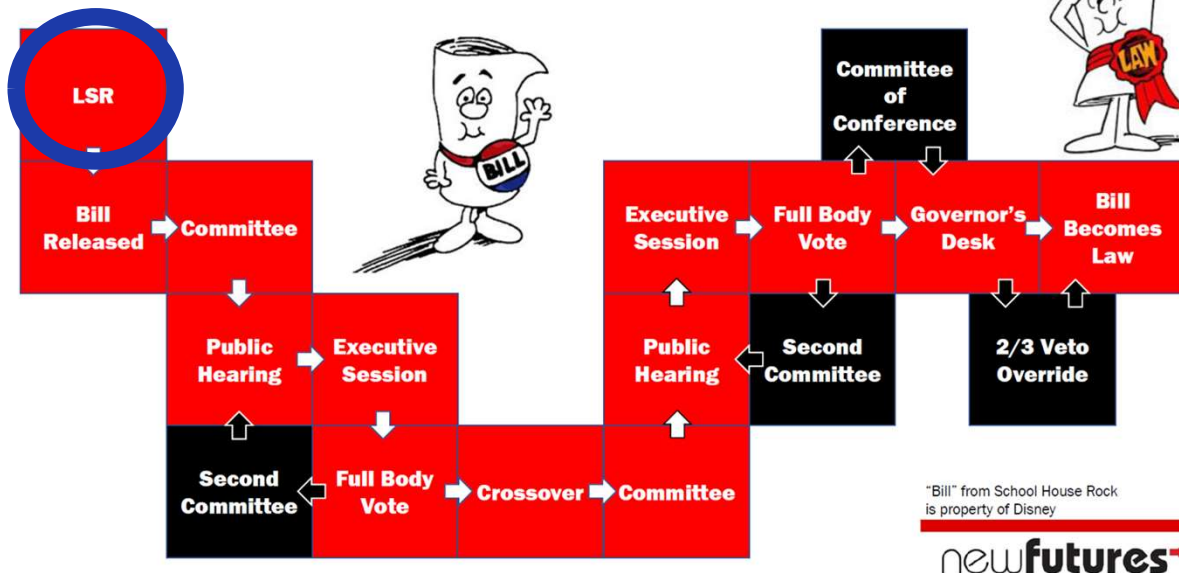 LSR
Bill
Released
Committee
Public
Hearing
Executive
Session
Second
Committee
Full Body
Vote
Crossover
Committee
Public
Hearing
Executive
Session
Full Body
Vote
Second
Committee
Committee
of
Conference
Governor's
Desk
2/3 Veto
Override
Bill
Becomes
Law
BILL
LAW
"Bill" from School House Rock
is property of Disney
newfutures